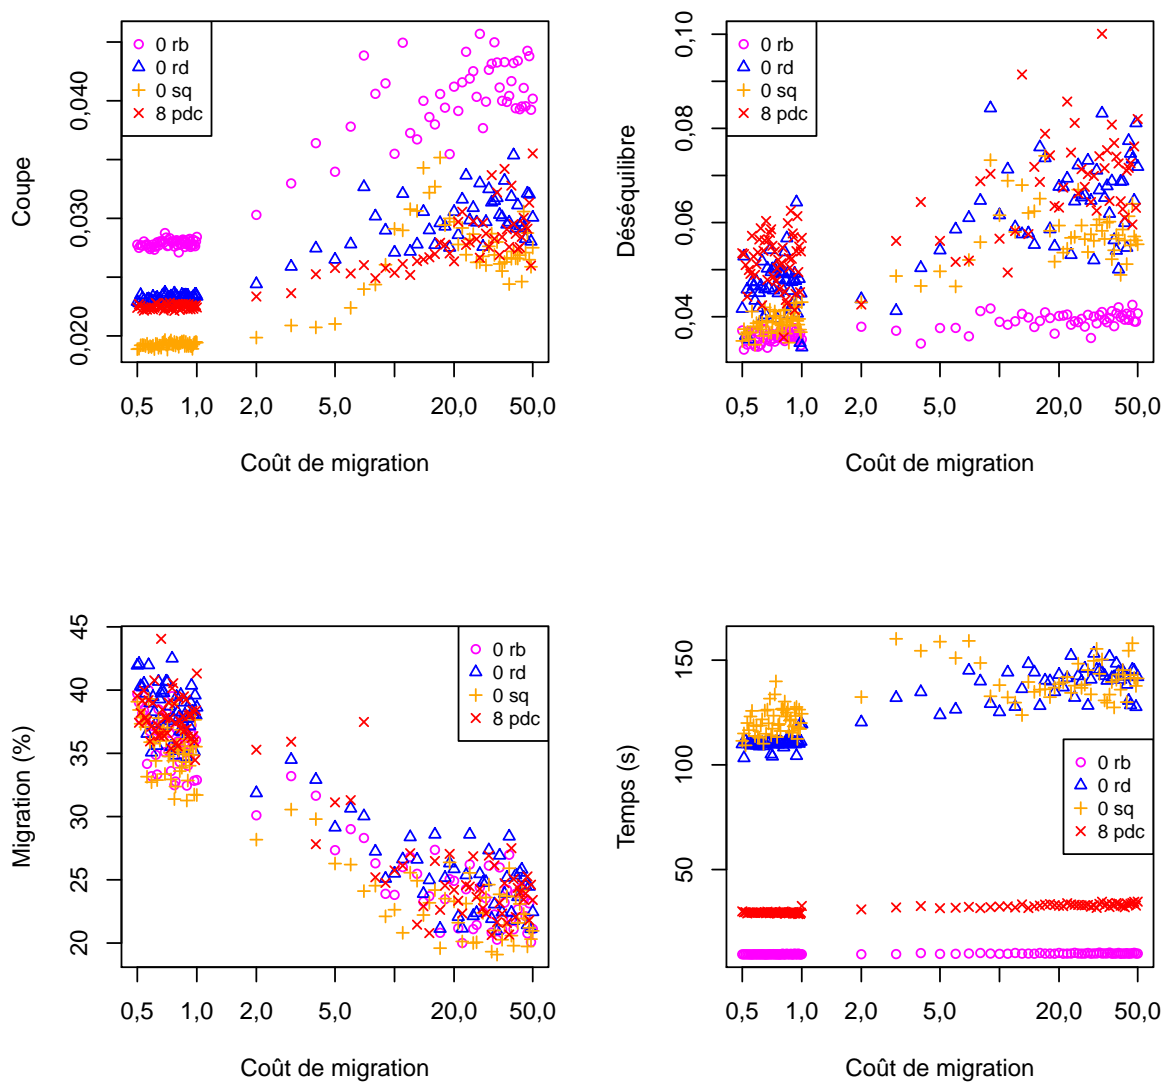 Coupe
0,020
0,030
0,040
0 rb
0 rd
0 sq
8 pdc
0,5
1,0
2,0
5,0
20,0
50,0
Coût de migration
Déséquilibre
0,04
0,06
0,08
0,10
0 rb
0 rd
0 sq
8 pdc
0,5
1,0
2,0
5,0
20,0
50,0
Coût de migration
Migration (%)
20
25
30
35
40
45
0 rb
0 rd
0 sq
8 pdc
0,5
1,0
2,0
5,0
20,0
50,0
Coût de migration
Temps (s)
50
100
150
0 rb
0 rd
0 sq
8 pdc
0,5
1,0
2,0
5,0
20,0
50,0
Coût de migration